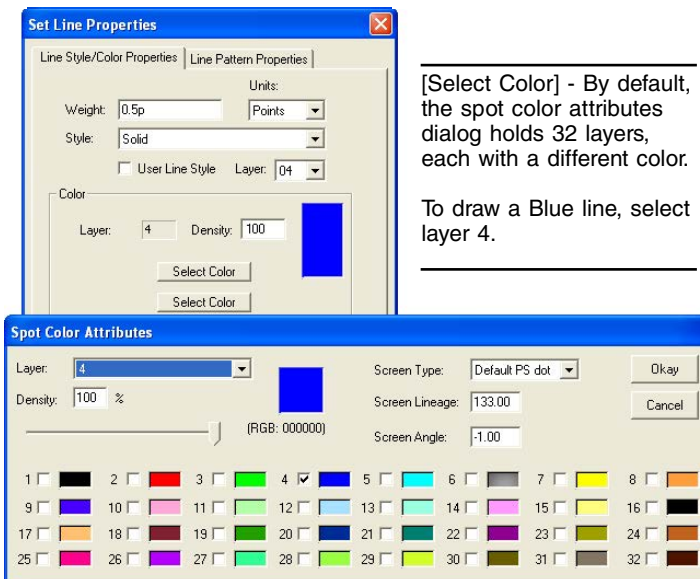 Set Line Properties
Line Style/Color Properties Line Pattern Properties
Units:
Weight: 0.5p Points
Style: Solid
User Line Style Layer: 04
Color
Layer: 4 Density: 100
Select Color
Select Color
[Select Color] - By default,
the spot color attributes
dialog holds 32 layers,
each with a different color.
To draw a Blue line, select
layer 4.
Spot Color Attributes
Layer: 4 Screen Type: Default PS dot Okay
Density: 100 % Screen Lineage: 133.00 Cancel
(RGB: 000000) Screen Angle: -1.00
1 2 3 4 5 6 7 8
9 10 11 12 13 14 15 16
17 18 19 20 21 22 23 24
25 26 27 28 29 30 31 32